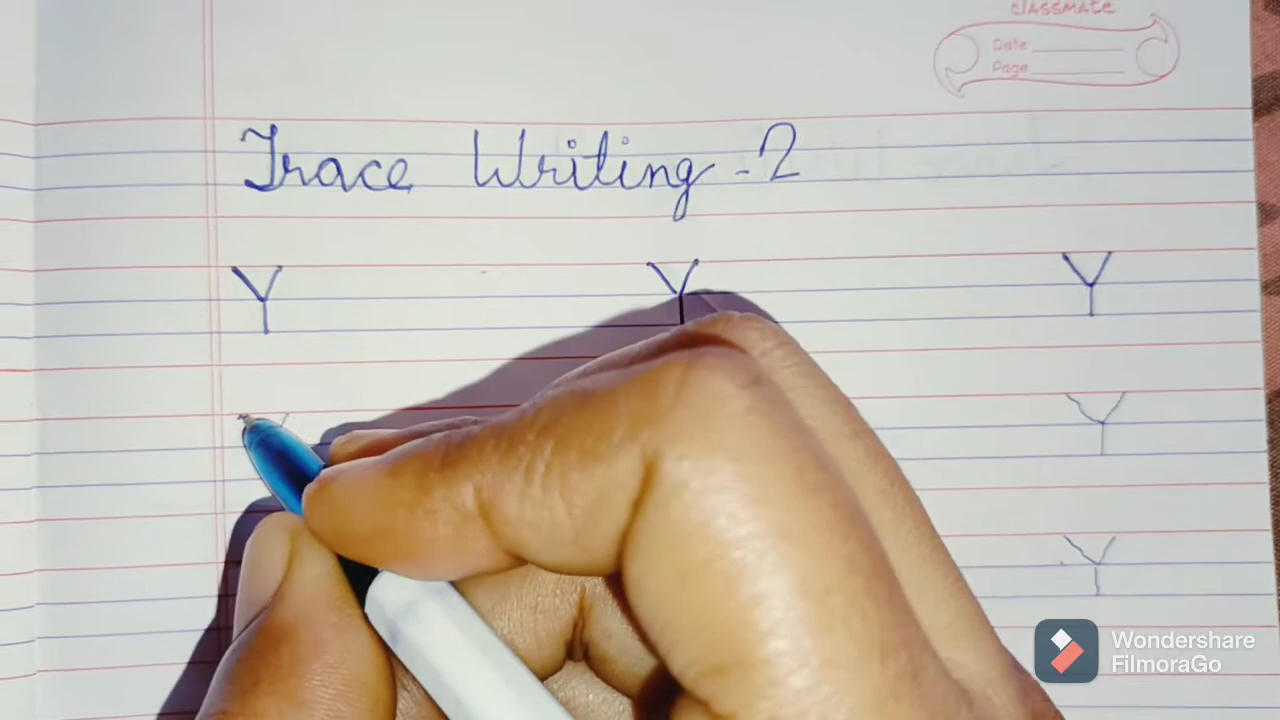 classmate
Date
Page
Trace Writing - 2
Y Y Y
Y
Y
Wondershare
FilmoraGo